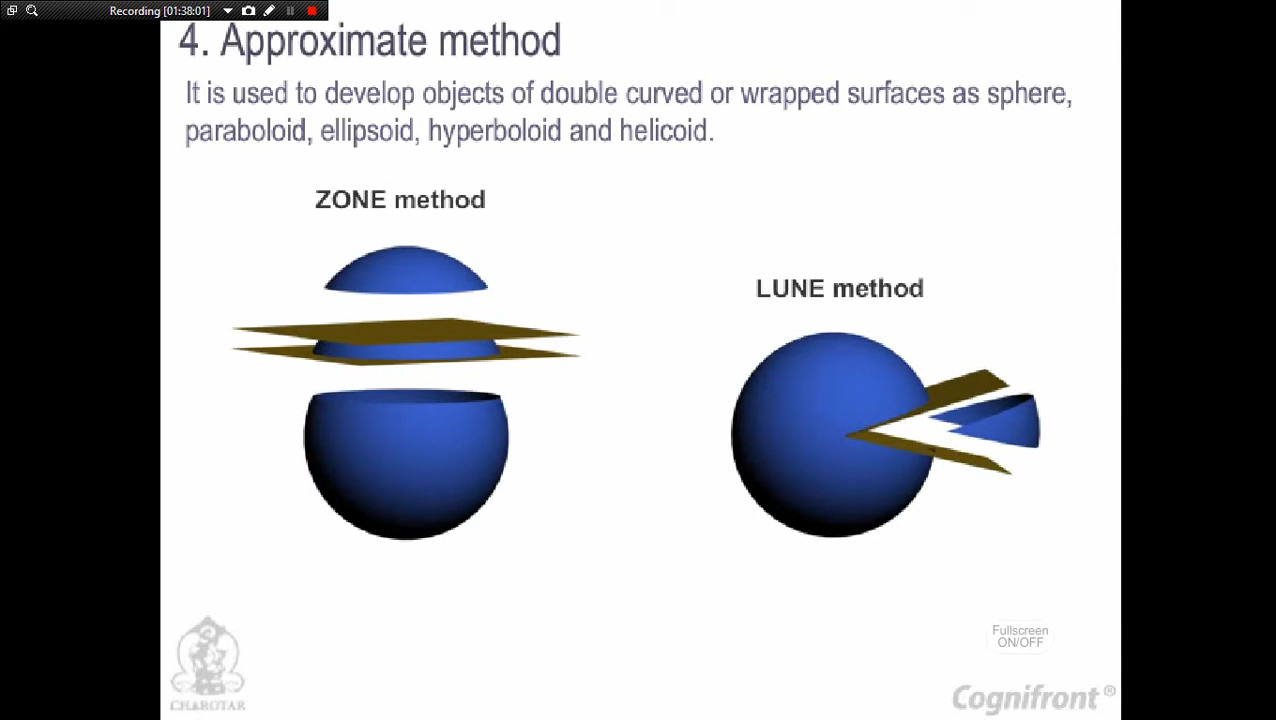 Recording [01:38:01]
4. Approximate method
It is used to develop objects of double curved or wrapped surfaces as sphere,
paraboloid, ellipsoid, hyperboloid and helicoid.
ZONE method
LUNE method
Fullscreen
ON/OFF
CHAROTAR
Cognifront ®